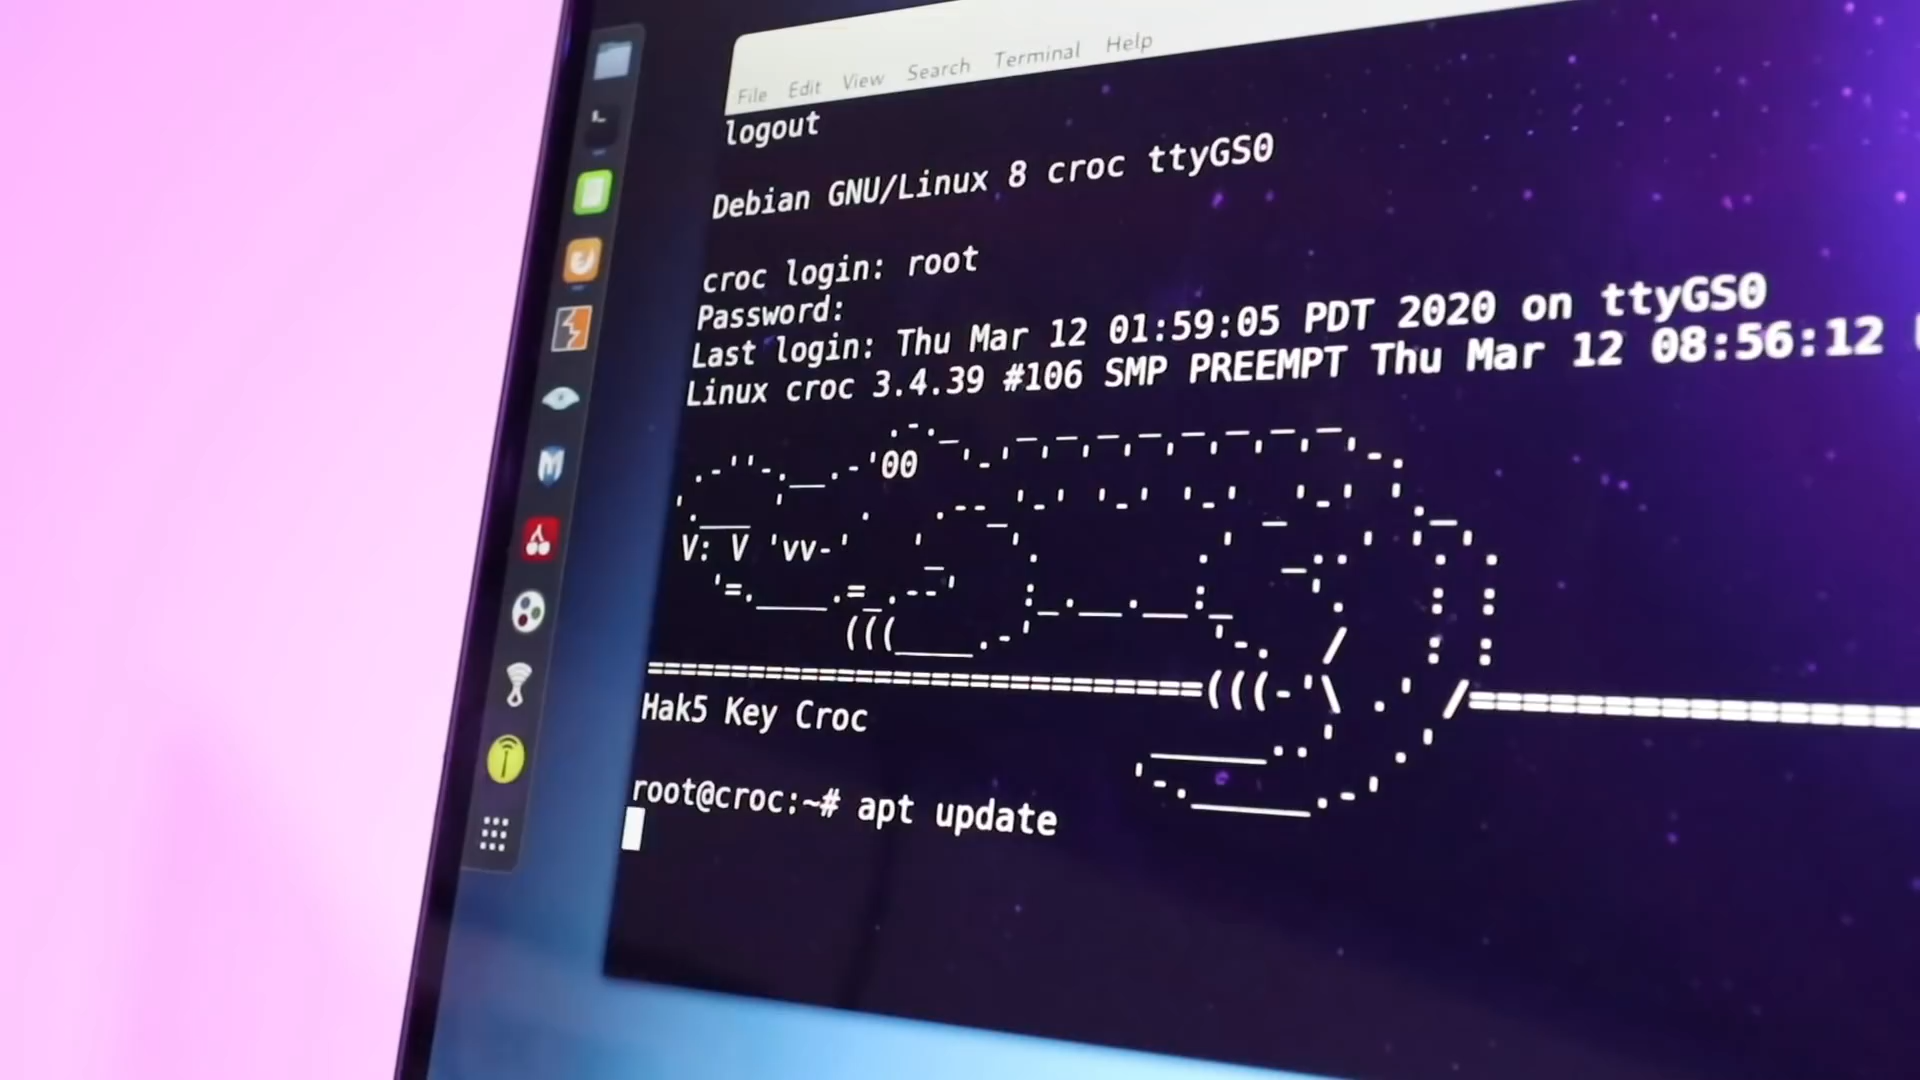 File Edit View Search Terminal Help
logout
Debian GNU/Linux 8 croc ttyGS0
croc login: root
Password:
Last login: Thu Mar 12 01:59:05 PDT 2020 on ttyGS0
Linux croc 3.4.39 #106 SMP PREEMPT Thu Mar 12 08:56:12
Hak5 Key Croc
root@croc:~# apt update